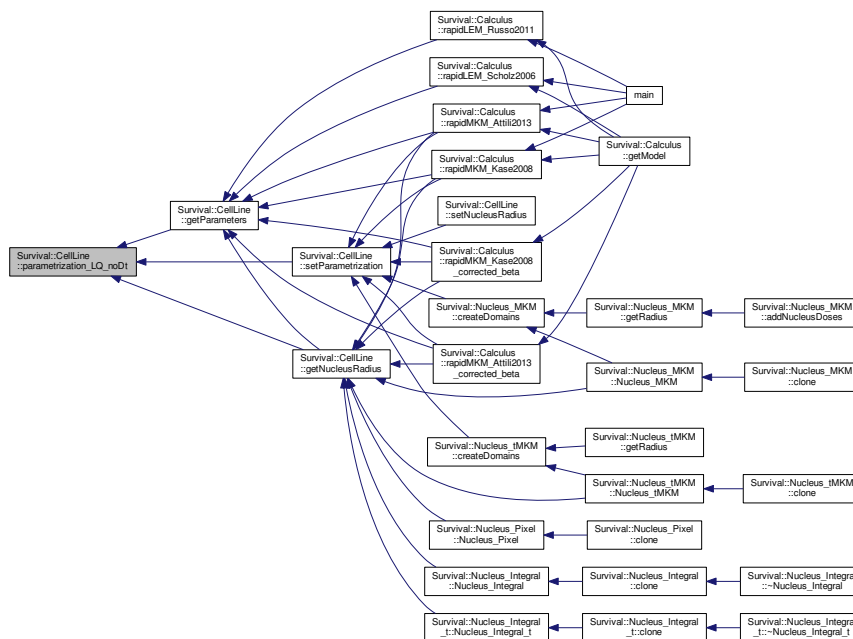 Survival::Calculus
::rapidLEM_Russo2011
Survival::Calculus
::rapidLEM_Scholz2006
main
Survival::Calculus
::rapidMKM_Attili2013
Survival::Calculus
::getModel
Survival::Calculus
::rapidMKM_Kase2008
Survival::CellLine
::getParameters
Survival::CellLine
::setNucleusRadius
Survival::CellLine
::parametrization_LQ_noDt
Survival::CellLine
::setParametrization
Survival::Calculus
::rapidMKM_Kase2008
_corrected_beta
Survival::Nucleus_MKM
::createDomains
Survival::Nucleus_MKM
::getRadius
Survival::Nucleus_MKM
::addNucleusDoses
Survival::CellLine
::getNucleusRadius
Survival::Calculus
::rapidMKM_Attili2013
_corrected_beta
Survival::Nucleus_MKM
::Nucleus_MKM
Survival::Nucleus_MKM
::clone
Survival::Nucleus_tMKM
::createDomains
Survival::Nucleus_tMKM
::getRadius
Survival::Nucleus_tMKM
::Nucleus_tMKM
Survival::Nucleus_tMKM
::clone
Survival::Nucleus_Pixel
::Nucleus_Pixel
Survival::Nucleus_Pixel
::clone
Survival::Nucleus_Integral
::Nucleus_Integral
Survival::Nucleus_Integral
::clone
Survival::Nucleus_Integral
::~Nucleus_Integral
Survival::Nucleus_Integral
_t::Nucleus_Integral_t
Survival::Nucleus_Integral
_t::clone
Survival::Nucleus_Integral
_t::~Nucleus_Integral_t